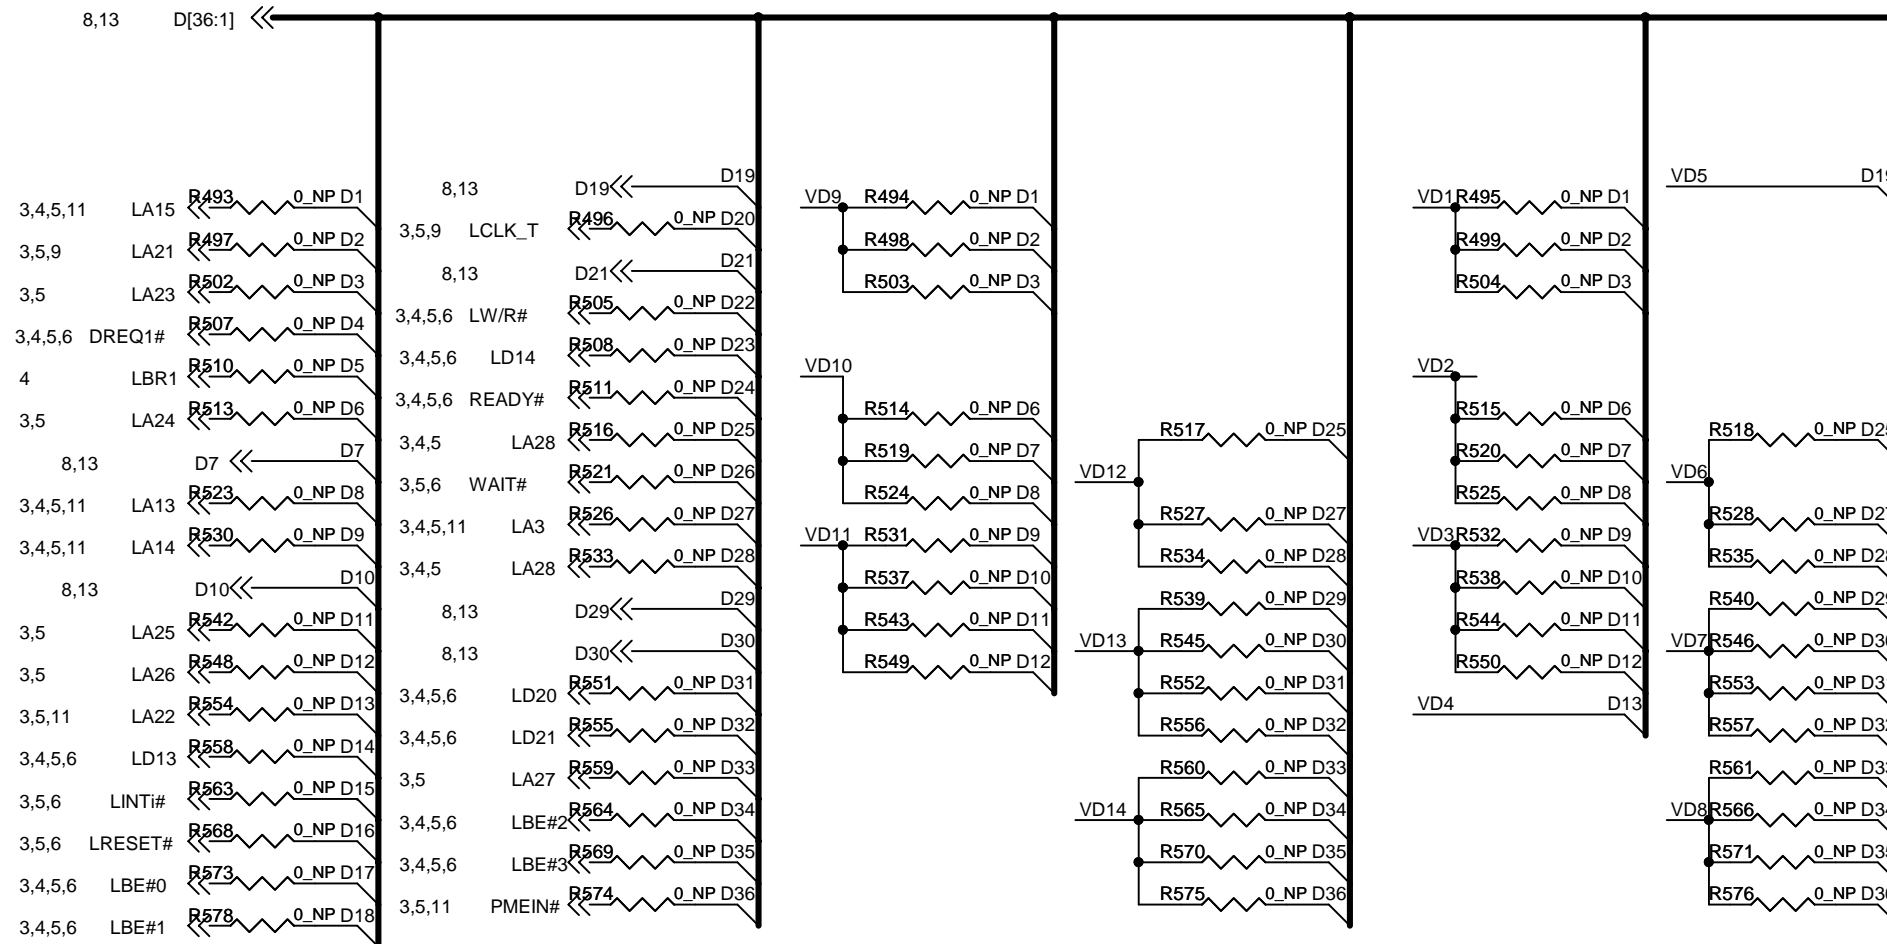 8,13 D[36:1]
3,4,5,11 LA15 R493 0_NP D1
3,5,9 LA21 R497 0_NP D2
3,5 LA23 R502 0_NP D3
3,4,5,6 DREQ1# R507 0_NP D4
4 LBR1 R510 0_NP D5
3,5 LA24 R513 0_NP D6
8,13 D7 D7
3,4,5,11 LA13 R523 0_NP D8
3,4,5,11 LA14 R530 0_NP D9
8,13 D10 D10
3,5 LA25 R542 0_NP D11
3,5 LA26 R548 0_NP D12
3,5,11 LA22 R554 0_NP D13
3,4,5,6 LD13 R558 0_NP D14
3,5,6 LINTi# R563 0_NP D15
3,5,6 LRESET# R568 0_NP D16
3,4,5,6 LBE#0 R573 0_NP D17
3,4,5,6 LBE#1 R578 0_NP D18
8,13 D19 D19
3,5,9 LCLK_T R496 0_NP D20
8,13 D21 D21
3,4,5,6 LW/R# R505 0_NP D22
3,4,5,6 LD14 R508 0_NP D23
3,4,5,6 READY# R511 0_NP D24
3,4,5 LA28 R516 0_NP D25
3,5,6 WAIT# R521 0_NP D26
3,4,5,11 LA3 R526 0_NP D27
3,4,5 LA28 R533 0_NP D28
8,13 D29 D29
8,13 D30 D30
3,4,5,6 LD20 R551 0_NP D31
3,4,5,6 LD21 R555 0_NP D32
3,5 LA27 R559 0_NP D33
3,4,5,6 LBE#2 R564 0_NP D34
3,4,5,6 LBE#3 R569 0_NP D35
3,5,11 PMEIN# R574 0_NP D36
VD9 R494 0_NP D1
R498 0_NP D2
R503 0_NP D3
VD10
R514 0_NP D6
R519 0_NP D7
R524 0_NP D8
VD11 R531 0_NP D9
R537 0_NP D10
R543 0_NP D11
R549 0_NP D12
R517 0_NP D25
VD12
R527 0_NP D27
R534 0_NP D28
R539 0_NP D29
VD13 R545 0_NP D30
R552 0_NP D31
R556 0_NP D32
R560 0_NP D33
VD14 R565 0_NP D34
R570 0_NP D35
R575 0_NP D36
VD1 R495 0_NP D1
R499 0_NP D2
R504 0_NP D3
VD2
R515 0_NP D6
R520 0_NP D7
R525 0_NP D8
VD3 R532 0_NP D9
R538 0_NP D10
R544 0_NP D11
R550 0_NP D12
VD4 D13
VD5 D19
R518 0_NP D25
VD6
R528 0_NP D27
R535 0_NP D28
R540 0_NP D29
VD7 R546 0_NP
R553 0_NP
R557 0_NP
R561 0_NP
VD8 R566 0_NP
R571 0_NP
R576 0_NP